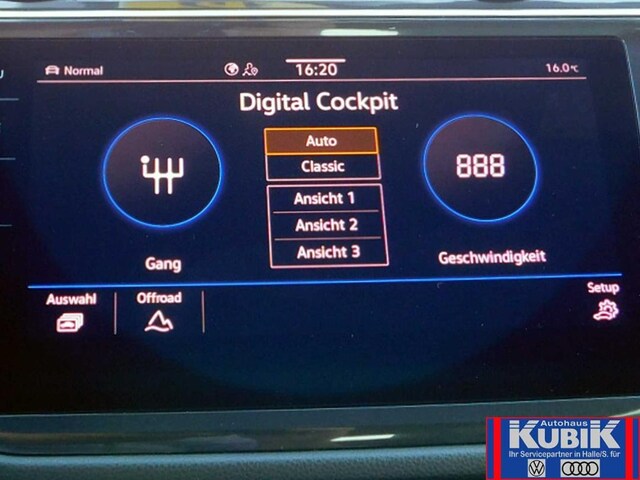 Normal
16:20
16.0°C
Digital Cockpit
Auto
Classic
Ansicht 1
Ansicht 2
Ansicht 3
888
Gang
Geschwindigkeit
Auswahl
Offroad
Setup
Autohaus
KUBIK
Ihr Servicepartner in Halle/S. für